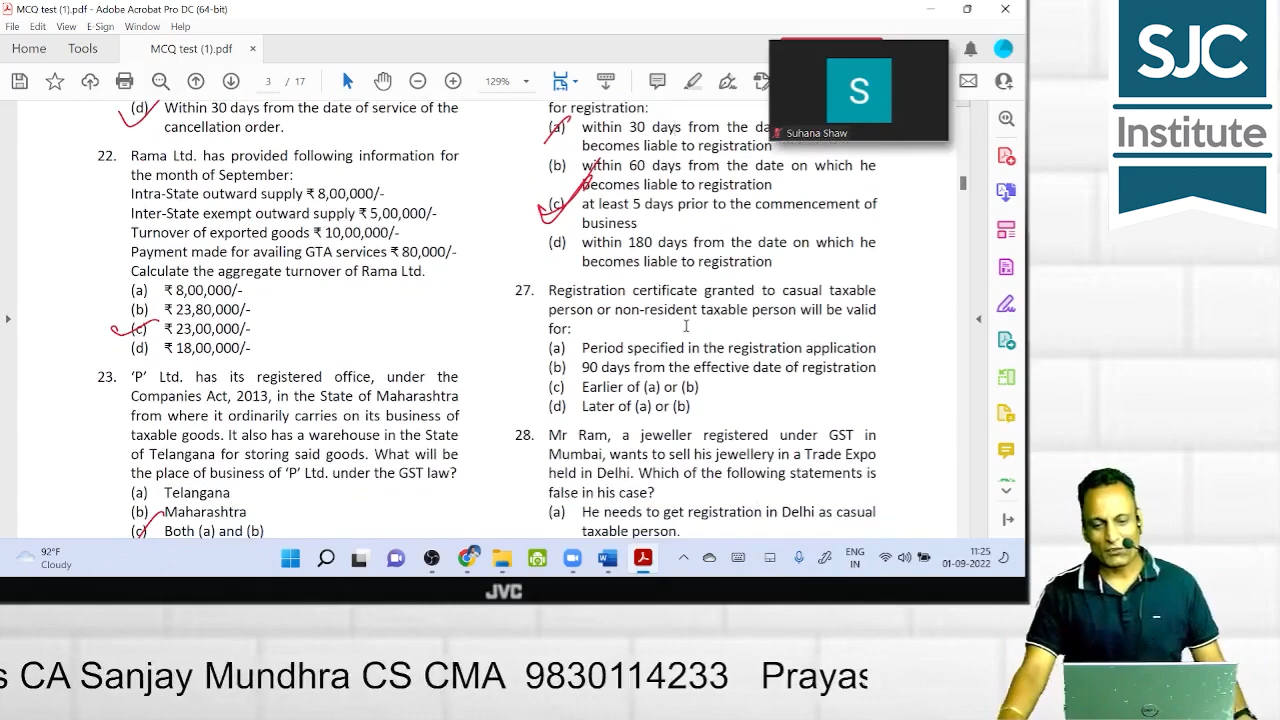 MCQ test (1).pdf - Adobe Acrobat Pro DC (64-bit)
File Edit View E-Sign Window Help
Home Tools MCQ test (1).pdf ×
3 / 17 129%
S
Suhana Shaw
(d) Within 30 days from the date of service of the
cancellation order.
22. Rama Ltd. has provided following information for
the month of September:
Intra-State outward supply ₹ 8,00,000/-
Inter-State exempt outward supply ₹ 5,00,000/-
Turnover of exported goods ₹ 10,00,000/-
Payment made for availing GTA services ₹ 80,000/-
Calculate the aggregate turnover of Rama Ltd.
(a) ₹ 8,00,000/-
(b) ₹ 23,80,000/-
(c) ₹ 23,00,000/-
(d) ₹ 18,00,000/-
23. ‘P’ Ltd. has its registered office, under the
Companies Act, 2013, in the State of Maharashtra
from where it ordinarily carries on its business of
taxable goods. It also has a warehouse in the State
of Telangana for storing said goods. What will be
the place of business of ‘P’ Ltd. under the GST law?
(a) Telangana
(b) Maharashtra
(c) Both (a) and (b)
for registration:
(a) within 30 days from the da
becomes liable to registration
(b) within 60 days from the date on which he
becomes liable to registration
(c) at least 5 days prior to the commencement of
business
(d) within 180 days from the date on which he
becomes liable to registration
27. Registration certificate granted to casual taxable
person or non-resident taxable person will be valid
for:
(a) Period specified in the registration application
(b) 90 days from the effective date of registration
(c) Earlier of (a) or (b)
(d) Later of (a) or (b)
28. Mr Ram, a jeweller registered under GST in
Mumbai, wants to sell his jewellery in a Trade Expo
held in Delhi. Which of the following statements is
false in his case?
(a) He needs to get registration in Delhi as casual
taxable person.
92°F
Cloudy
ENG
IN
11:25
01-09-2022
JVC
SJC
Institute
s CA Sanjay Mundhra CS CMA 9830114233 Prayas